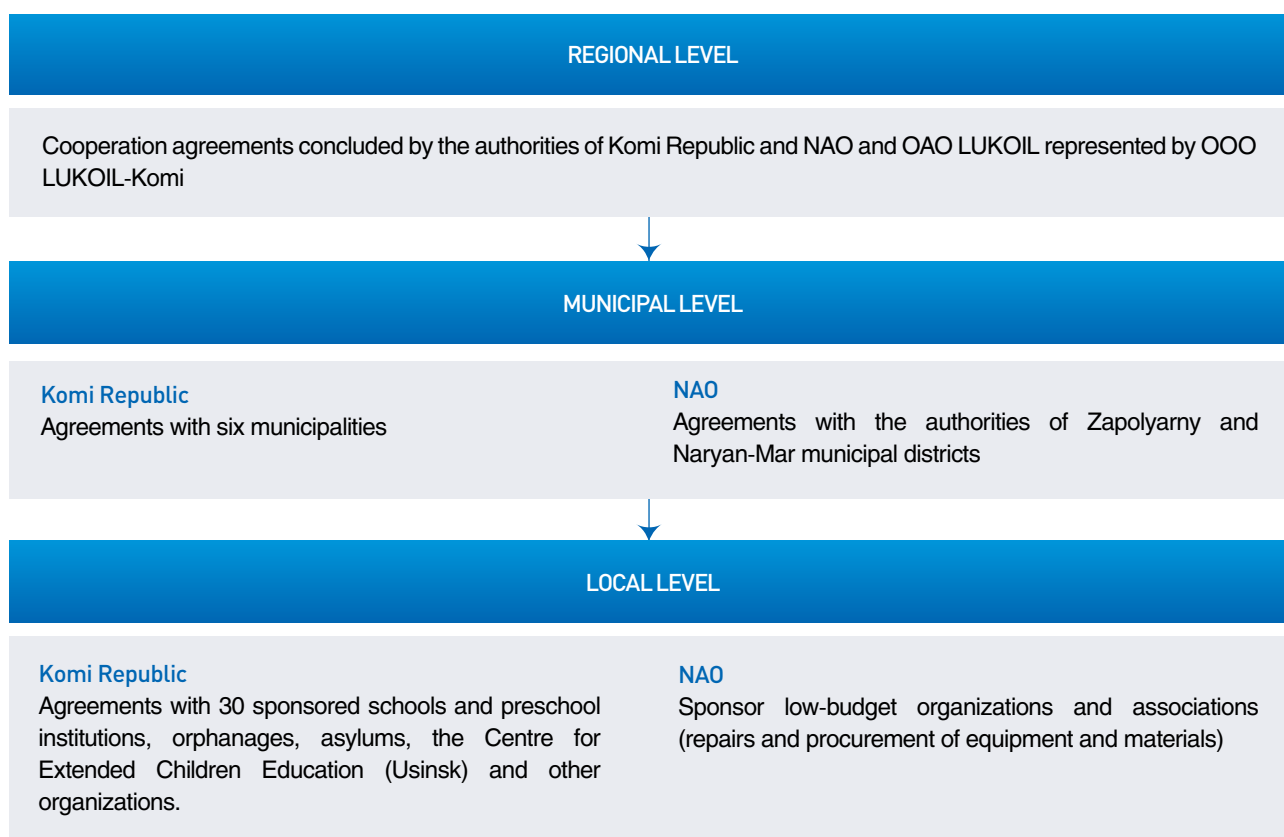 REGIONAL LEVEL
Cooperation agreements concluded by the authorities of Komi Republic and NAO and OAO LUKOIL represented by OOO
LUKOIL-Komi
MUNICIPAL LEVEL
Komi Republic
Agreements with six municipalities
NAO
Agreements with the authorities of Zapolyarny and
Naryan-Mar municipal districts
LOCAL LEVEL
Komi Republic
Agreements with 30 sponsored schools and preschool
institutions, orphanages, asylums, the Centre for
Extended Children Education (Usinsk) and other
organizations.
NAO
Sponsor low-budget organizations and associations
(repairs and procurement of equipment and materials)